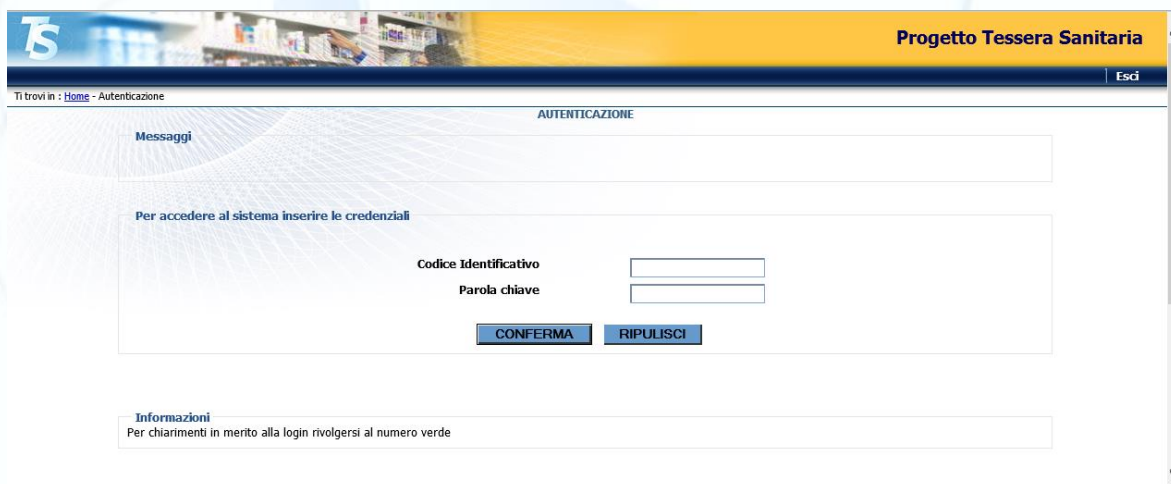 TS
Progetto Tessera Sanitaria
Esci
Ti trovi in : Home - Autenticazione
AUTENTICAZIONE
Messaggi
Per accedere al sistema inserire le credenziali
Codice Identificativo
Parola chiave
CONFERMA RIPULISCI
Informazioni
Per chiarimenti in merito alla login rivolgersi al numero verde